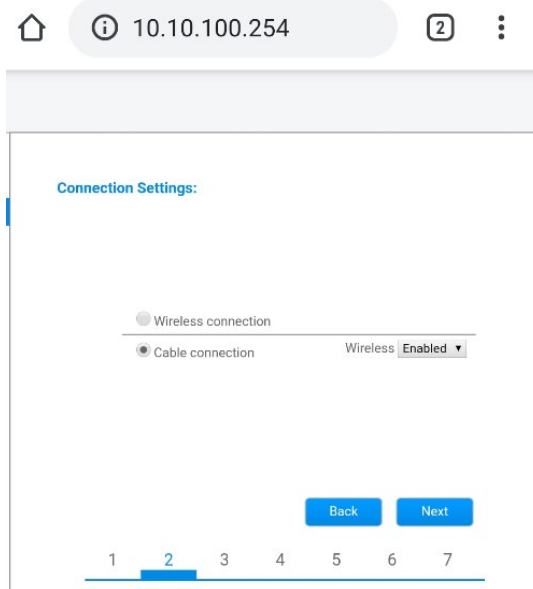 10.10.100.254 2
Connection Settings:
Wireless connection
Cable connection Wireless Enabled
Back Next
1 2 3 4 5 6 7